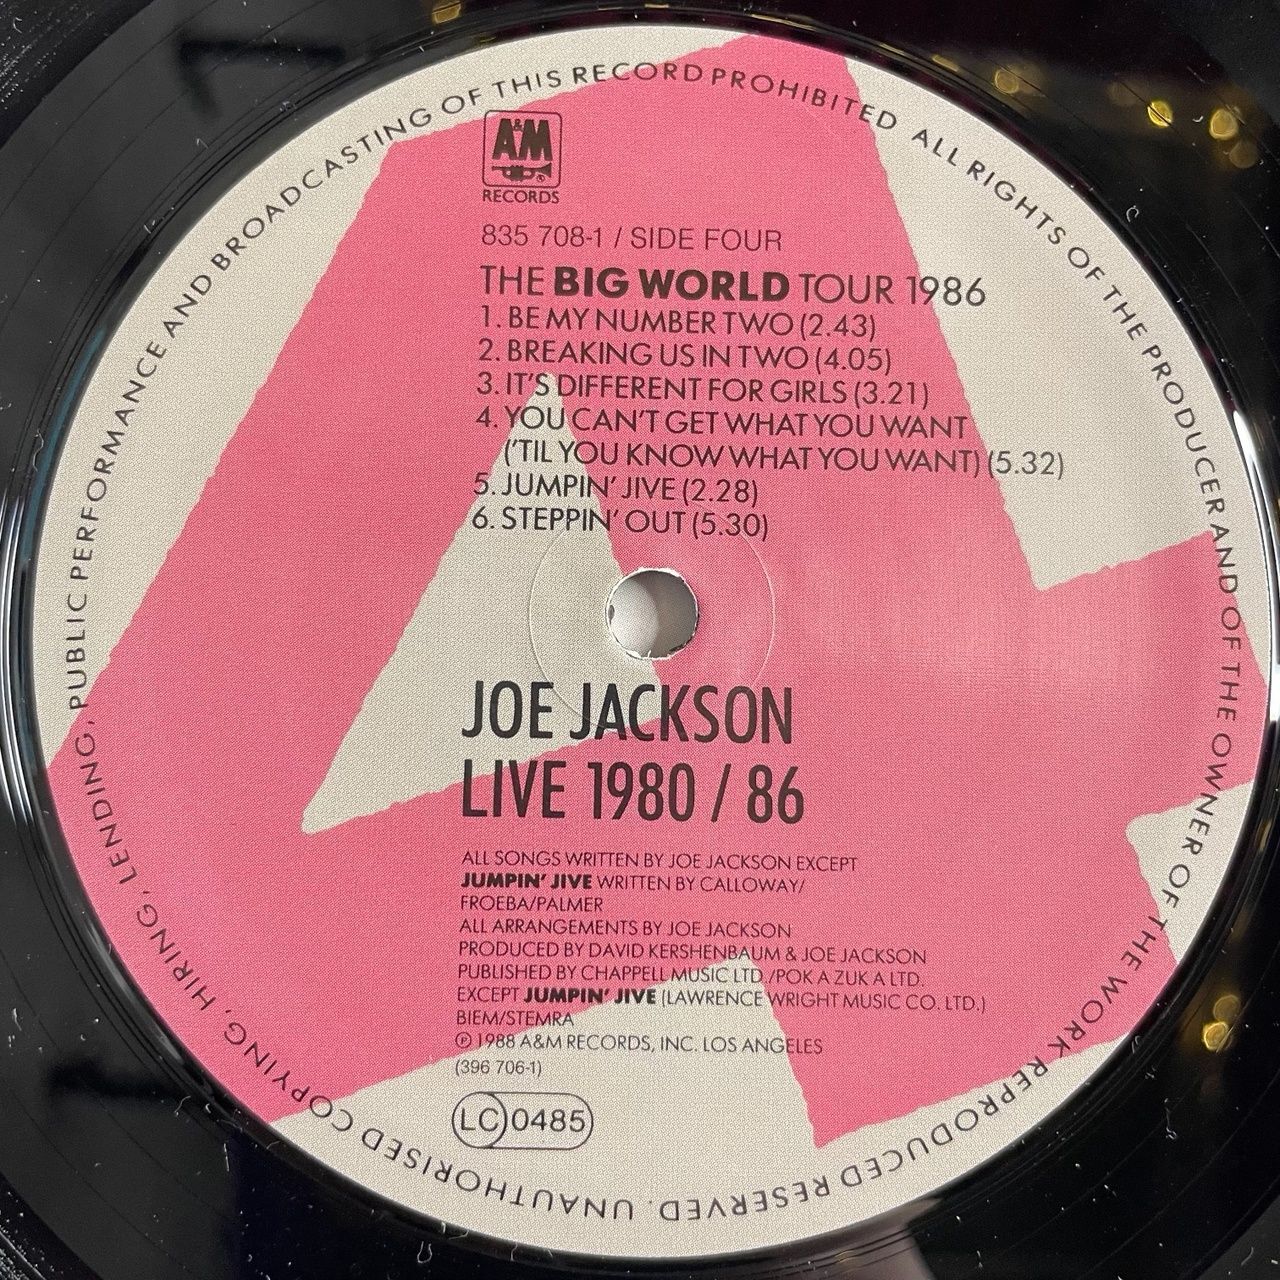 A&M
RECORDS
835 708-1 / SIDE FOUR
THE BIG WORLD TOUR 1986
1. BE MY NUMBER TWO (2.43)
2. BREAKING US IN TWO (4.05)
3. IT'S DIFFERENT FOR GIRLS (3.21)
4. YOU CAN'T GET WHAT YOU WANT
('TIL YOU KNOW WHAT YOU WANT) (5.32)
5. JUMPIN' JIVE (2.28)
6. STEPPIN' OUT (5.30)
JOE JACKSON
LIVE 1980 / 86
ALL SONGS WRITTEN BY JOE JACKSON EXCEPT
JUMPIN' JIVE WRITTEN BY CALLOWAY/
FROEBA/PALMER
ALL ARRANGEMENTS BY JOE JACKSON
PRODUCED BY DAVID KERSHENBAUM & JOE JACKSON
PUBLISHED BY CHAPPELL MUSIC LTD./POK A ZUK A LTD.
EXCEPT JUMPIN' JIVE (LAWRENCE WRIGHT MUSIC CO. LTD.)
BIEM/STEMRA
℗ 1988 A&M RECORDS, INC. LOS ANGELES
(396 706-1)
LC 0485
ALL RIGHTS OF THE PRODUCER AND OF THE OWNER OF THE WORK REPRODUCED RESERVED. UNAUTHORISED COPYING, HIRING, LENDING, PUBLIC PERFORMANCE AND BROADCASTING OF THIS RECORD PROHIBITED